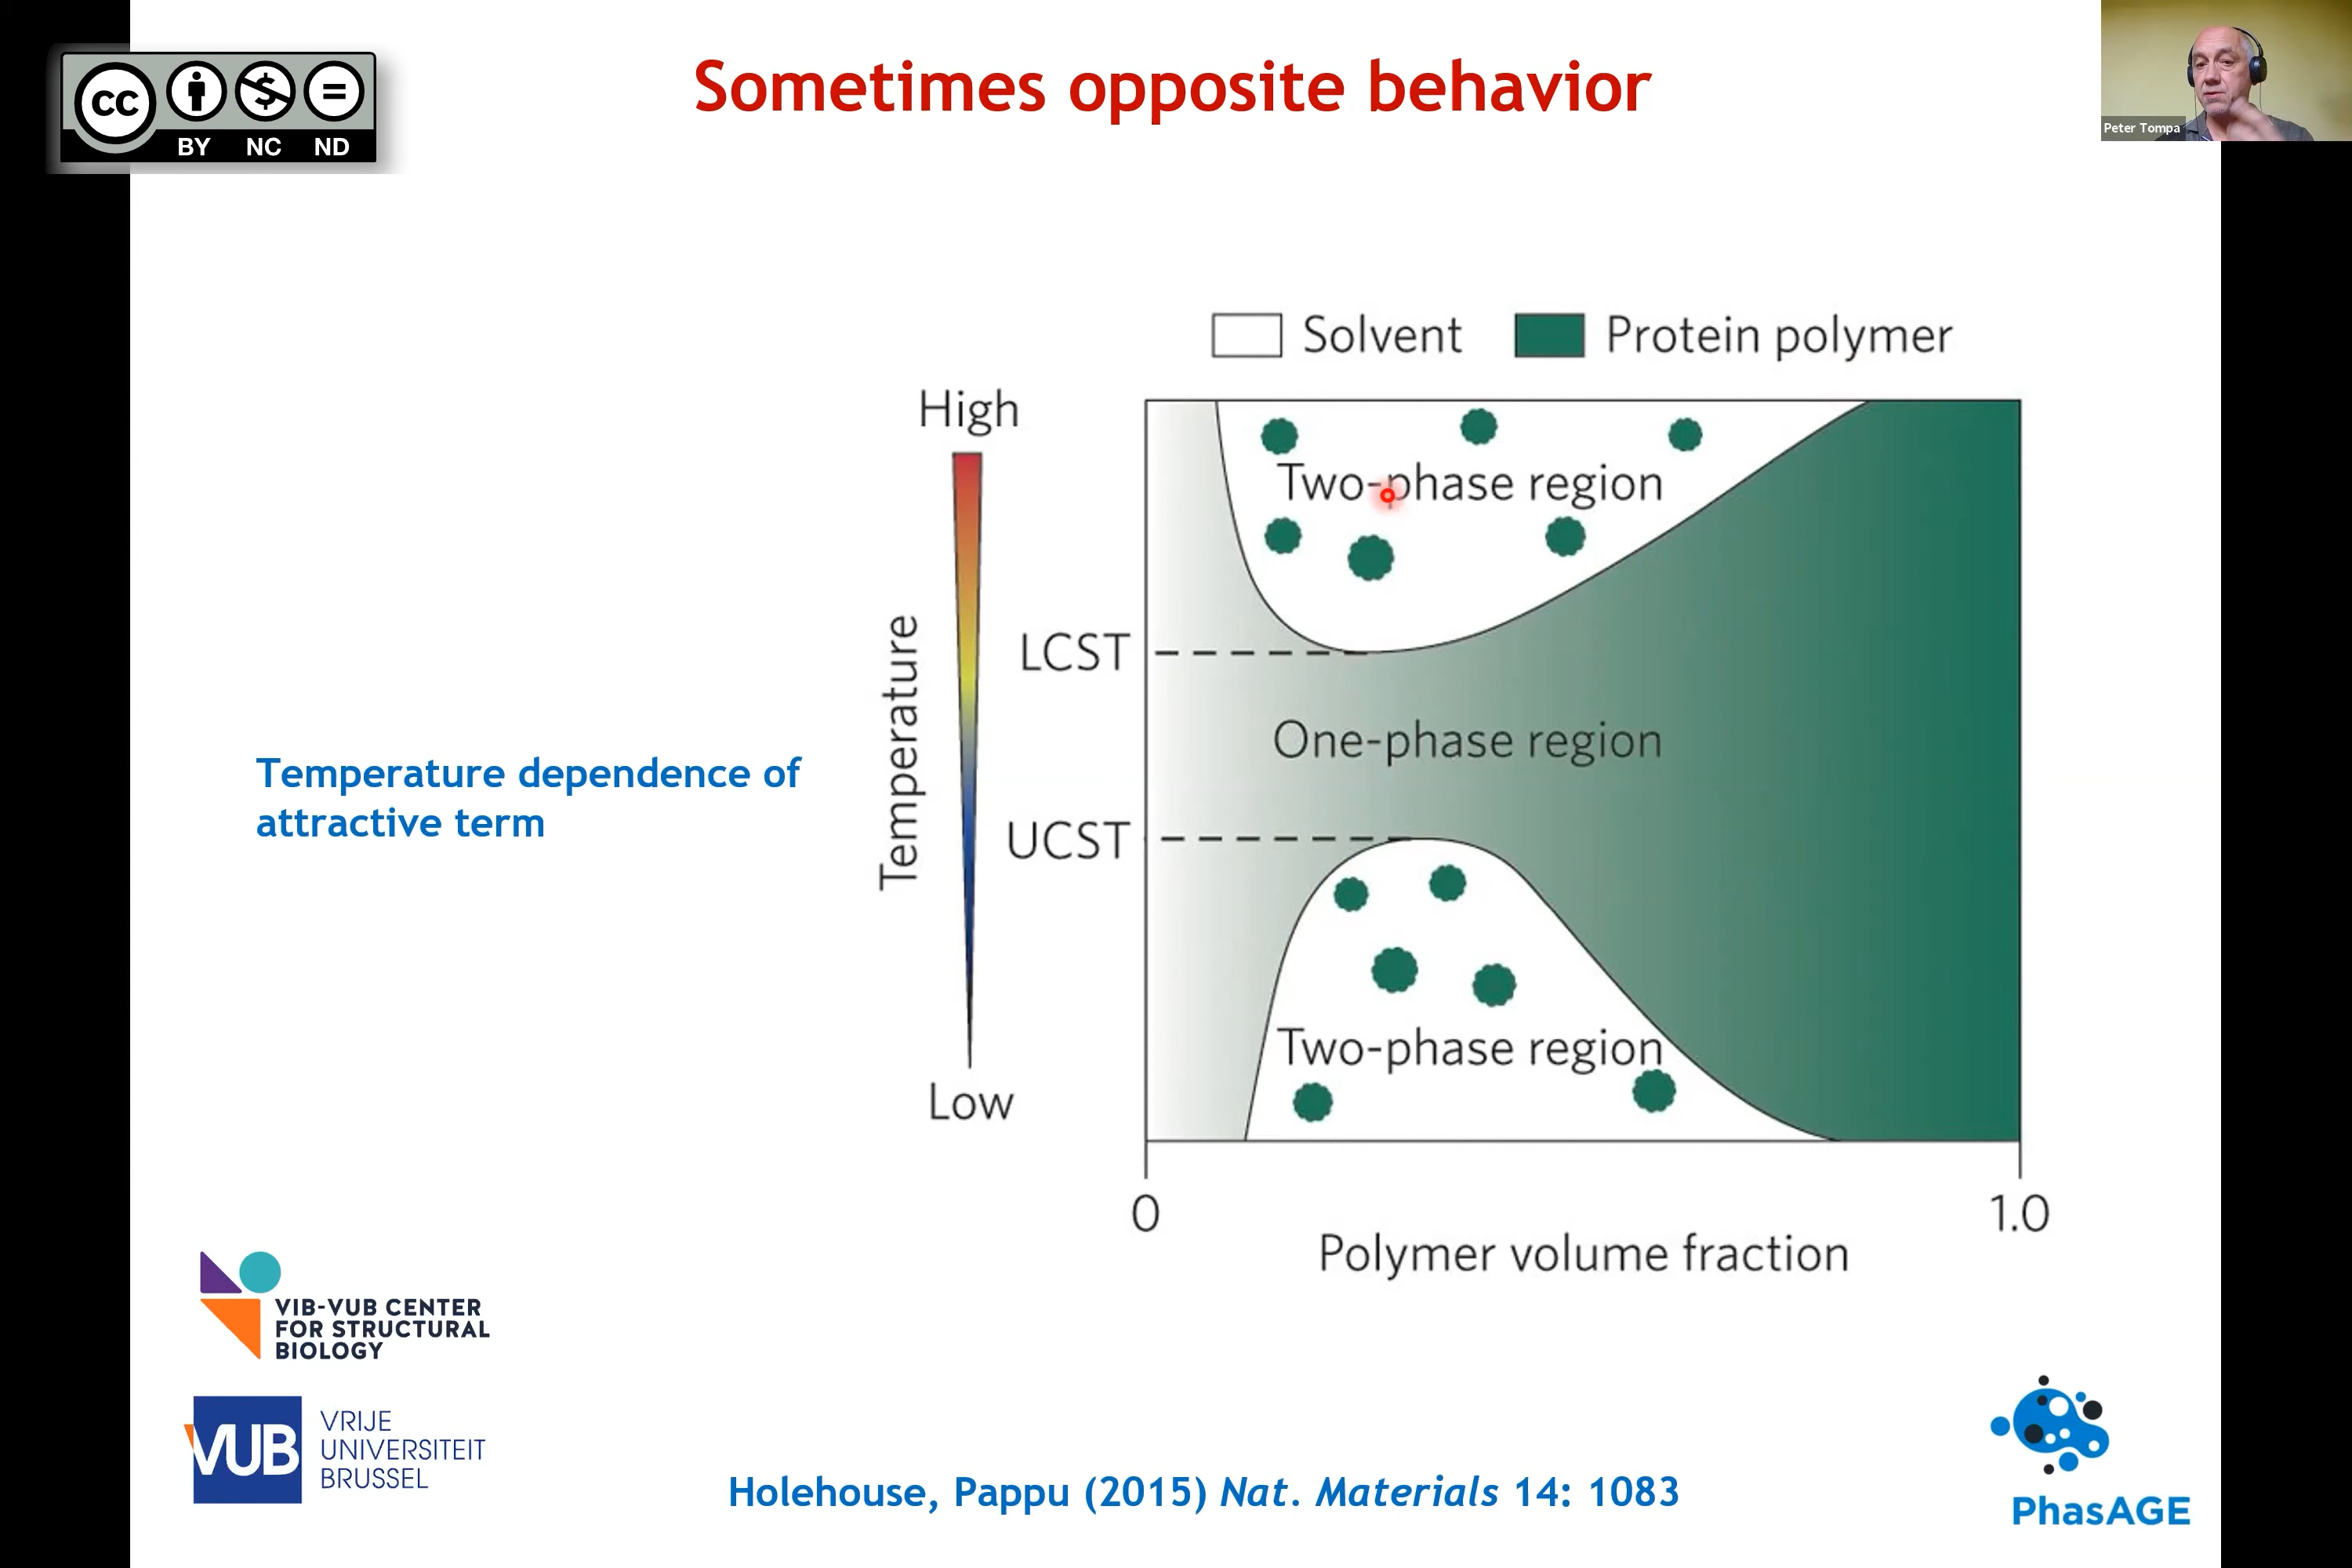 Sometimes opposite behavior
cc
BY NC ND
Peter Tompa
Solvent Protein polymer
High
Two-phase region
LCST
Temperature
One-phase region
Temperature dependence of
attractive term
UCST
Two-phase region
Low
0 1.0
Polymer volume fraction
VIB-VUB CENTER
FOR STRUCTURAL
BIOLOGY
VUB
VRIJE
UNIVERSITEIT
BRUSSEL
Holehouse, Pappu (2015) Nat. Materials 14: 1083
PhasAGE